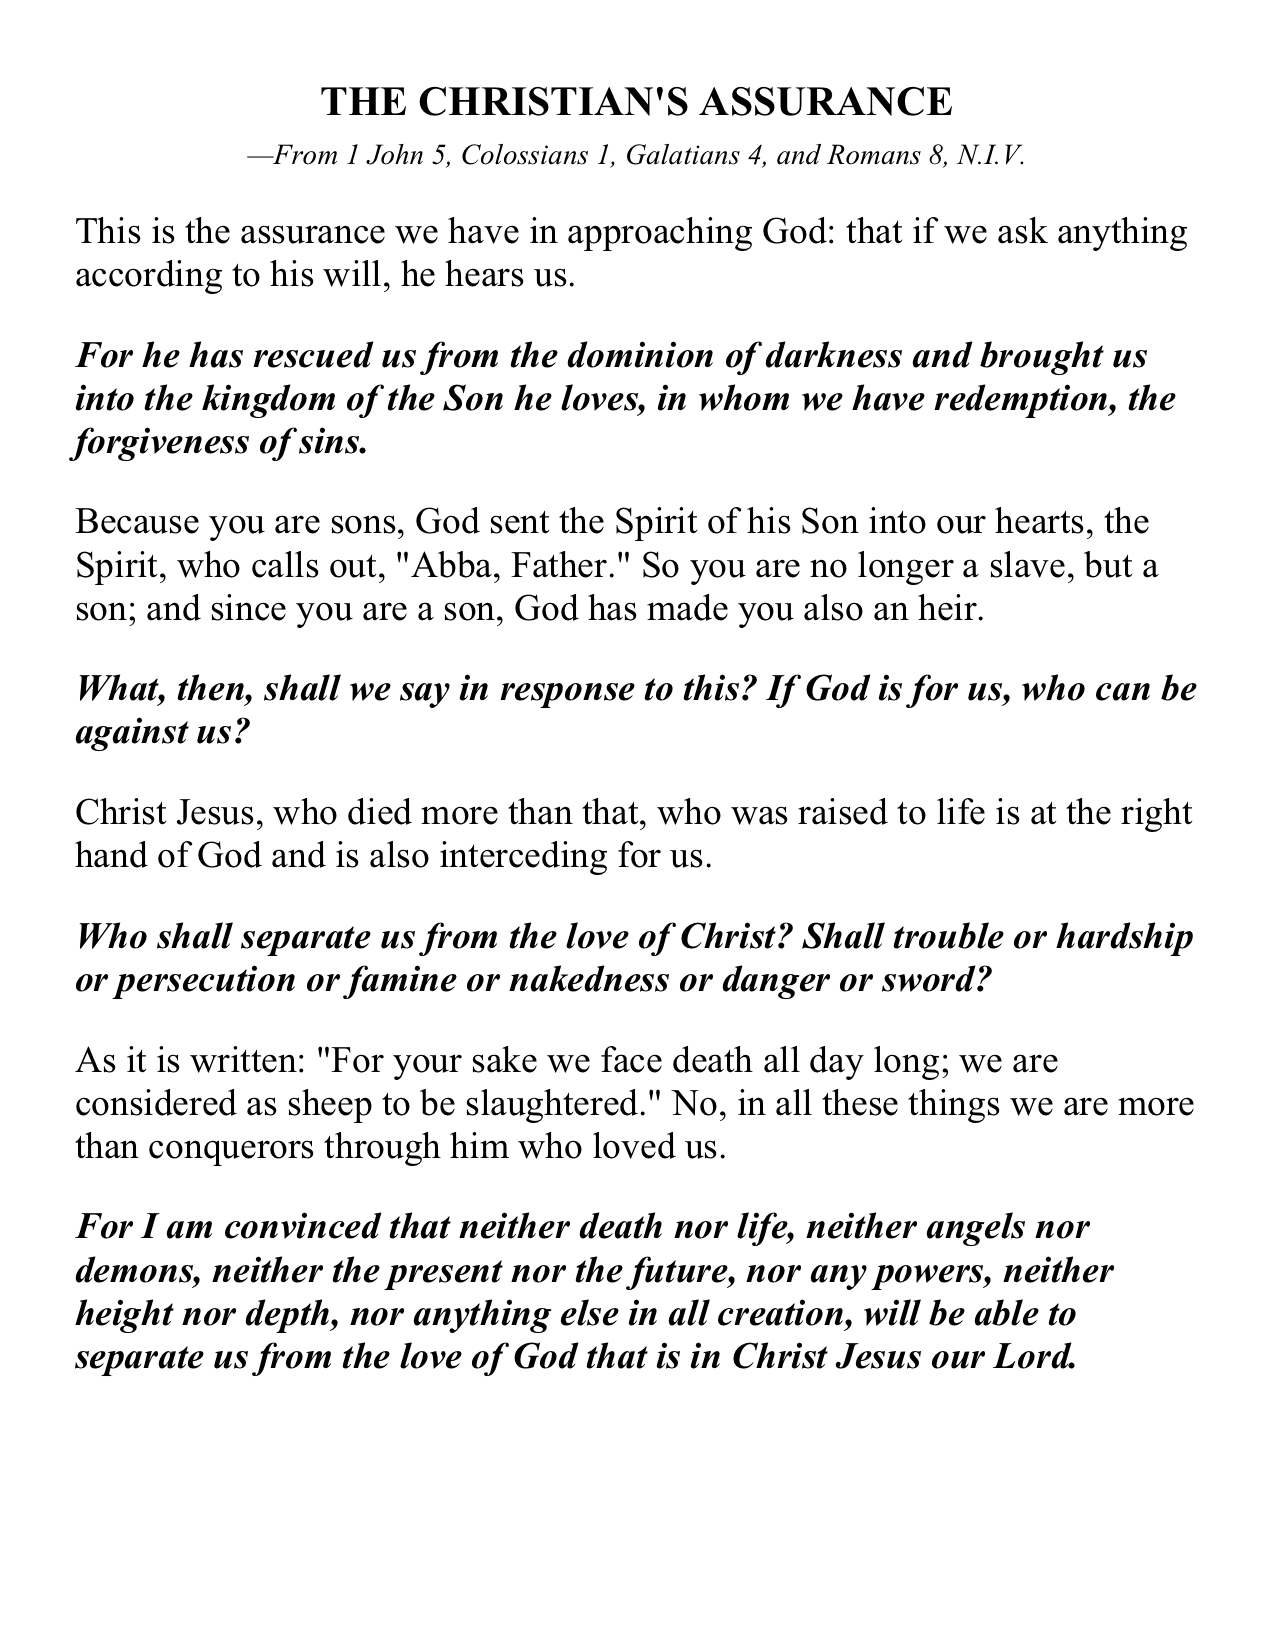 THE CHRISTIAN'S ASSURANCE
—From 1 John 5, Colossians 1, Galatians 4, and Romans 8, N.I.V.
This is the assurance we have in approaching God: that if we ask anything
according to his will, he hears us.
For he has rescued us from the dominion of darkness and brought us
into the kingdom of the Son he loves, in whom we have redemption, the
forgiveness of sins.
Because you are sons, God sent the Spirit of his Son into our hearts, the
Spirit, who calls out, "Abba, Father." So you are no longer a slave, but a
son; and since you are a son, God has made you also an heir.
What, then, shall we say in response to this? If God is for us, who can be
against us?
Christ Jesus, who died more than that, who was raised to life is at the right
hand of God and is also interceding for us.
Who shall separate us from the love of Christ? Shall trouble or hardship
or persecution or famine or nakedness or danger or sword?
As it is written: "For your sake we face death all day long; we are
considered as sheep to be slaughtered." No, in all these things we are more
than conquerors through him who loved us.
For I am convinced that neither death nor life, neither angels nor
demons, neither the present nor the future, nor any powers, neither
height nor depth, nor anything else in all creation, will be able to
separate us from the love of God that is in Christ Jesus our Lord.